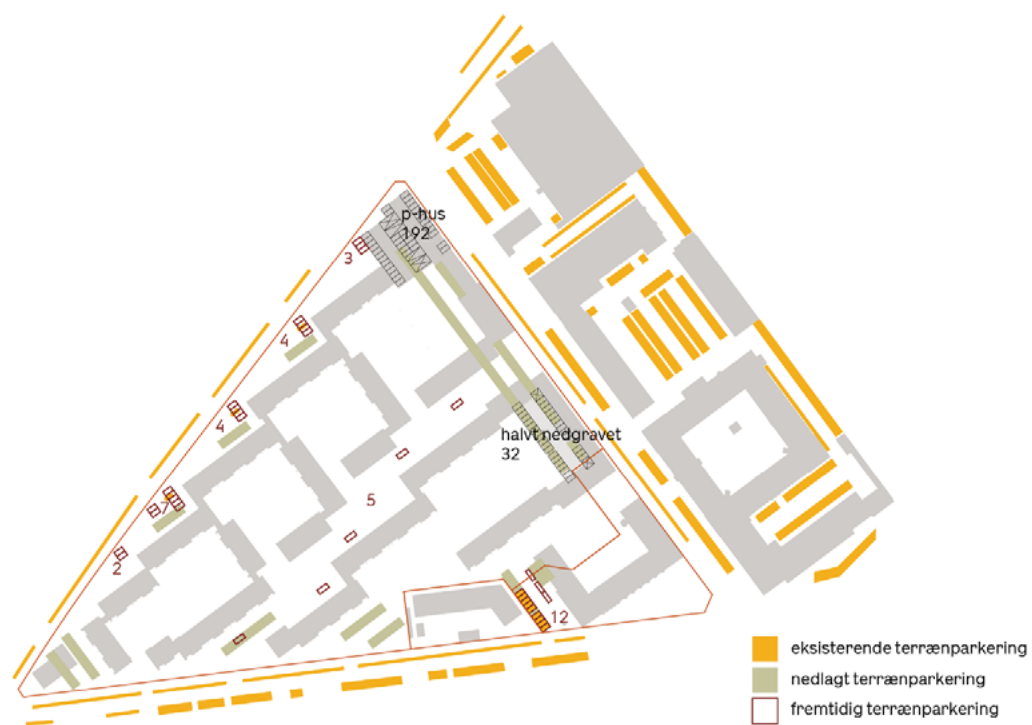 p-hus
192
3
4
4
7
2
5
halvt nedgravet
32
12
eksisterende terrænparkering
nedlagt terrænparkering
fremtidig terrænparkering